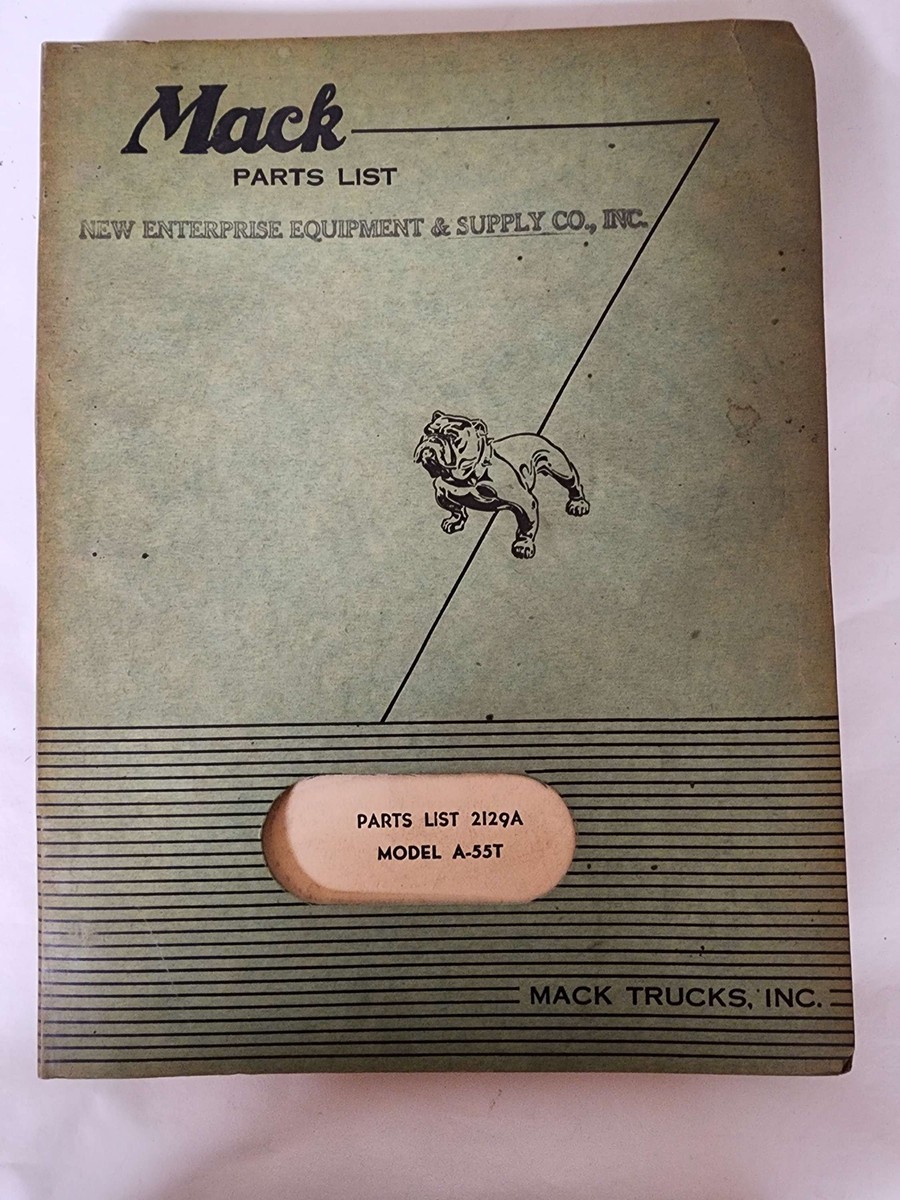 Mack
PARTS LIST
NEW ENTERPRISE EQUIPMENT & SUPPLY CO., INC.
PARTS LIST 2129A
MODEL A-55T
MACK TRUCKS, INC.